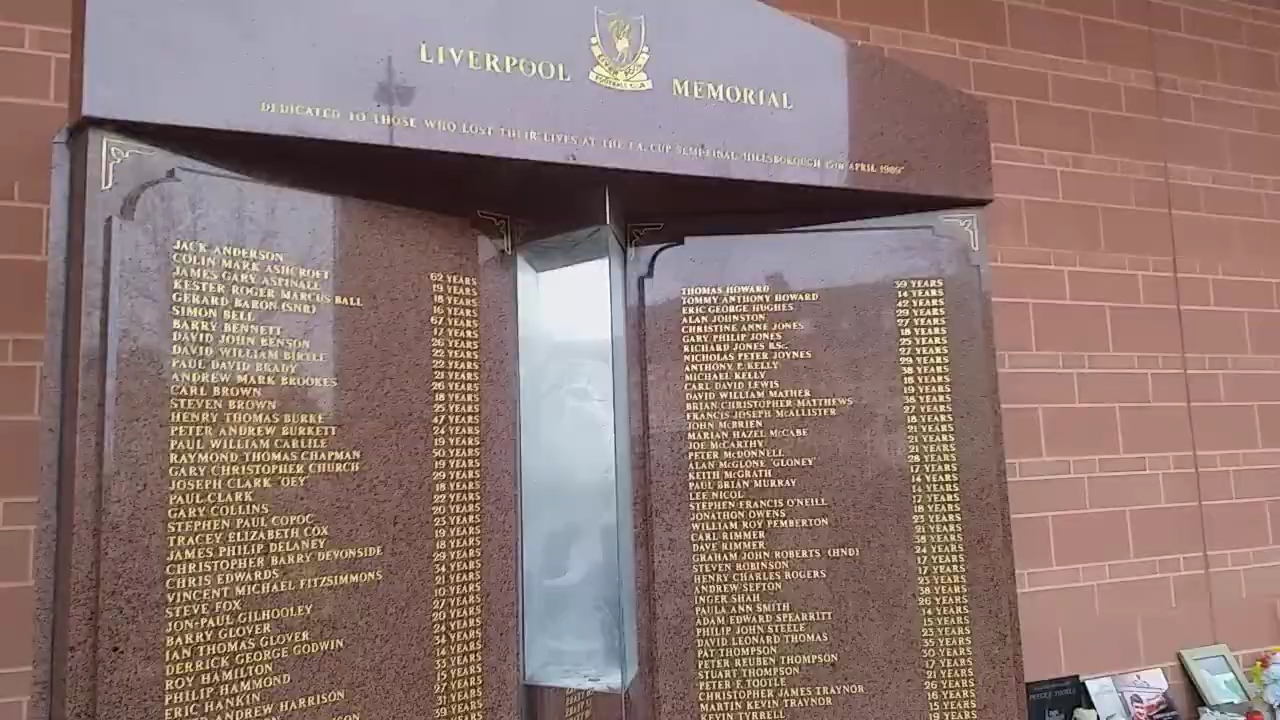 LIVERPOOL MEMORIAL
LIVERPOOL
FOOTBALL CLUB
DEDICATED TO THOSE WHO LOST THEIR LIVES AT THE F.A. CUP SEMI-FINAL HILLSBOROUGH 15TH APRIL 1989
JACK ANDERSON 62 YEARS
COLIN MARK ASHCROFT 19 YEARS
JAMES GARY ASPINALL 18 YEARS
KESTER ROGER MARCUS BALL 16 YEARS
GERARD BARON (SNR) 67 YEARS
SIMON BELL 17 YEARS
BARRY BENNETT 26 YEARS
DAVID JOHN BENSON 22 YEARS
DAVID WILLIAM BIRTLE 22 YEARS
PAUL DAVID BRADY 21 YEARS
ANDREW MARK BROOKES 26 YEARS
CARL BROWN 18 YEARS
STEVEN BROWN 25 YEARS
HENRY THOMAS BURKE 47 YEARS
PETER ANDREW BURKETT 24 YEARS
PAUL WILLIAM CARLILE 19 YEARS
RAYMOND THOMAS CHAPMAN 50 YEARS
GARY CHRISTOPHER CHURCH 19 YEARS
JOSEPH CLARK 'OEY' 29 YEARS
PAUL CLARK 18 YEARS
GARY COLLINS 22 YEARS
STEPHEN PAUL COPOC 20 YEARS
TRACEY ELIZABETH COX 23 YEARS
JAMES PHILIP DELANEY 19 YEARS
CHRISTOPHER BARRY DEVONSIDE 18 YEARS
CHRIS EDWARDS 29 YEARS
VINCENT MICHAEL FITZSIMMONS 34 YEARS
STEVE FOX 21 YEARS
JON-PAUL GILHOOLEY 10 YEARS
BARRY GLOVER 27 YEARS
IAN THOMAS GLOVER 20 YEARS
DERRICK GEORGE GODWIN 24 YEARS
ROY HAMILTON 34 YEARS
PHILIP HAMMOND 14 YEARS
ERIC HANKIN 33 YEARS
ANDREW HARRISON 15 YEARS
27 YEARS
31 YEARS
39 YEARS
THOMAS HOWARD 39 YEARS
TOMMY ANTHONY HOWARD 14 YEARS
ERIC GEORGE HUGHES 42 YEARS
ALAN JOHNSTON 29 YEARS
CHRISTINE ANNE JONES 27 YEARS
GARY PHILIP JONES 18 YEARS
RICHARD JONES B.Sc. 25 YEARS
NICHOLAS PETER JOYNES 27 YEARS
ANTHONY P. KELLY 29 YEARS
MICHAEL KELLY 38 YEARS
CARL DAVID LEWIS 18 YEARS
DAVID WILLIAM MATHER 19 YEARS
BRIAN CHRISTOPHER MATTHEWS 38 YEARS
FRANCIS JOSEPH McALLISTER 27 YEARS
JOHN McBRIEN 18 YEARS
MARIAN HAZEL McCABE 21 YEARS
JOE McCARTHY 21 YEARS
PETER McDONNELL 21 YEARS
ALAN McGLONE 'GLONEY' 28 YEARS
KEITH McGRATH 17 YEARS
PAUL BRIAN MURRAY 14 YEARS
LEE NICOL 14 YEARS
STEPHEN FRANCIS O'NEILL 17 YEARS
JONATHON OWENS 18 YEARS
WILLIAM ROY PEMBERTON 23 YEARS
CARL RIMMER 21 YEARS
DAVE RIMMER 38 YEARS
GRAHAM JOHN ROBERTS (HND) 24 YEARS
STEVEN ROBINSON 17 YEARS
HENRY CHARLES ROGERS 17 YEARS
ANDREW SEFTON 23 YEARS
INGER SHAH 38 YEARS
PAULA ANN SMITH 26 YEARS
ADAM EDWARD SPEARRITT 14 YEARS
PHILIP JOHN STEELE 15 YEARS
DAVID LEONARD THOMAS 23 YEARS
PAT THOMPSON 35 YEARS
PETER REUBEN THOMPSON 30 YEARS
STUART THOMPSON 17 YEARS
PETER F. TOOTLE 21 YEARS
CHRISTOPHER JAMES TRAYNOR 26 YEARS
MARTIN KEVIN TRAYNOR 16 YEARS
KEVIN TYRRELL 15 YEARS
19 YEARS